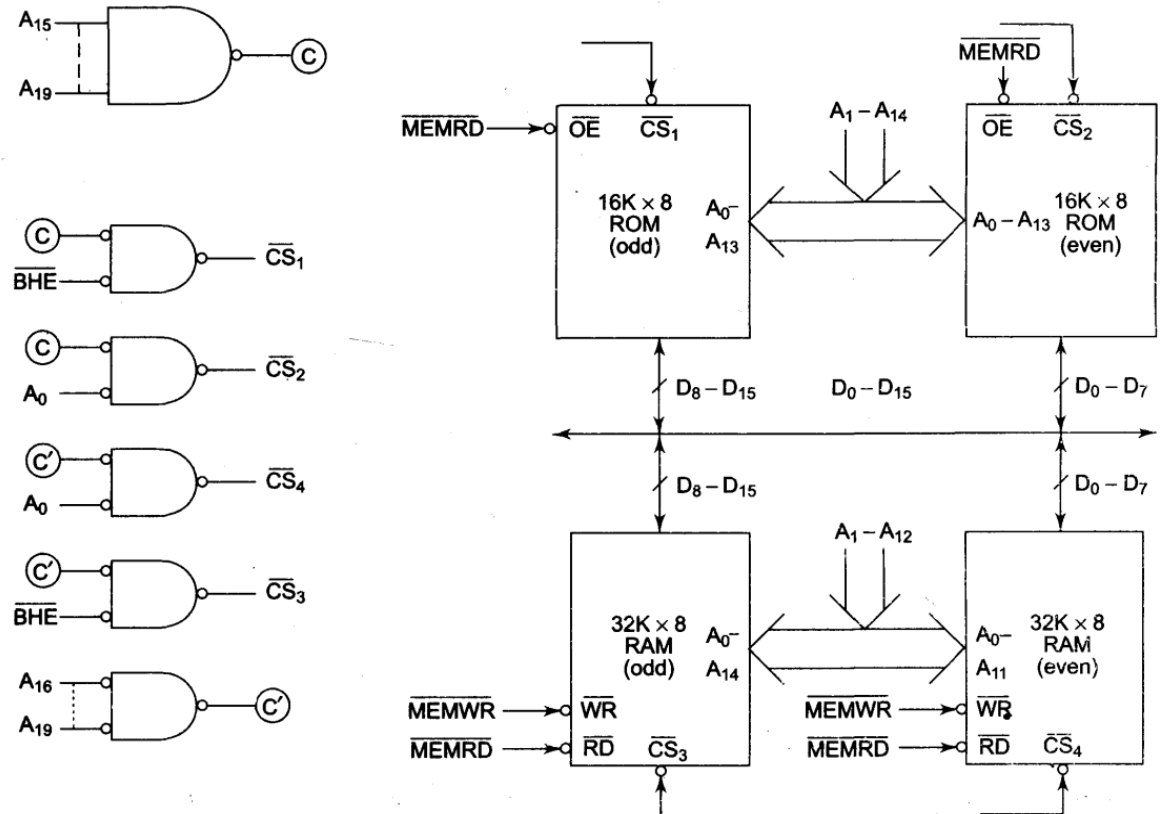 A15
A19
C
C
BHE
CS1
C
A0
CS2
C'
A0
CS4
C'
BHE
CS3
A16
A19
C'
MEMRD
OE
CS1
16K × 8
ROM
(odd)
A0–
A13
A1 – A14
MEMRD
OE
CS2
A0 – A13
16K × 8
ROM
(even)
D8 – D15
D0 – D15
D0 – D7
D8 – D15
D0 – D7
A1 – A12
32K × 8
RAM
(odd)
A0–
A14
MEMWR
WR
MEMRD
RD
CS3
A0–
A11
32K × 8
RAM
(even)
MEMWR
WR
MEMRD
RD
CS4